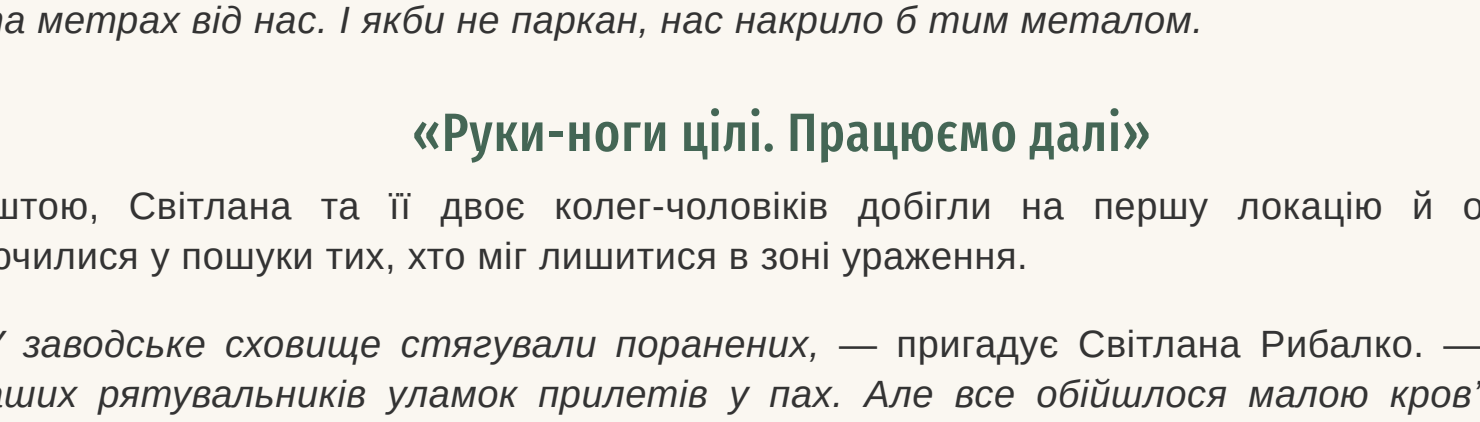 та метрах від нас. І якби не паркан, нас накрило б тим металом.
«Руки-ноги цілі. Працюємо далі»
штою, Світлана та її двоє колег-чоловіків добігли на першу локацію й
очилися у пошуки тих, хто міг лишитися в зоні ураження.
У заводське сховище стягували поранених, — пригадує Світлана Рибалко. —
аших рятувальників уламок прилетів у пах. Але все обійшлося малою кров’